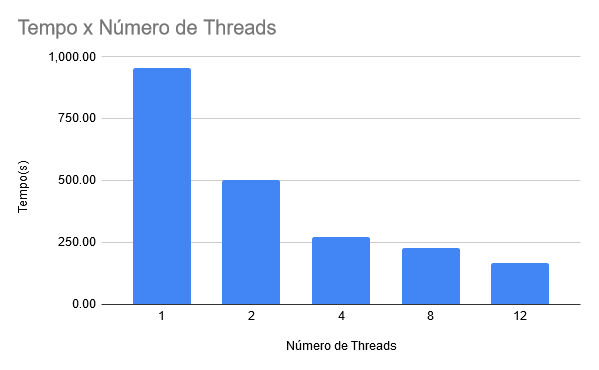 Tempo x Número de Threads
1,000.00
750.00
500.00
250.00
0.00
Tempo(s)
1 2 4 8 12
Número de Threads